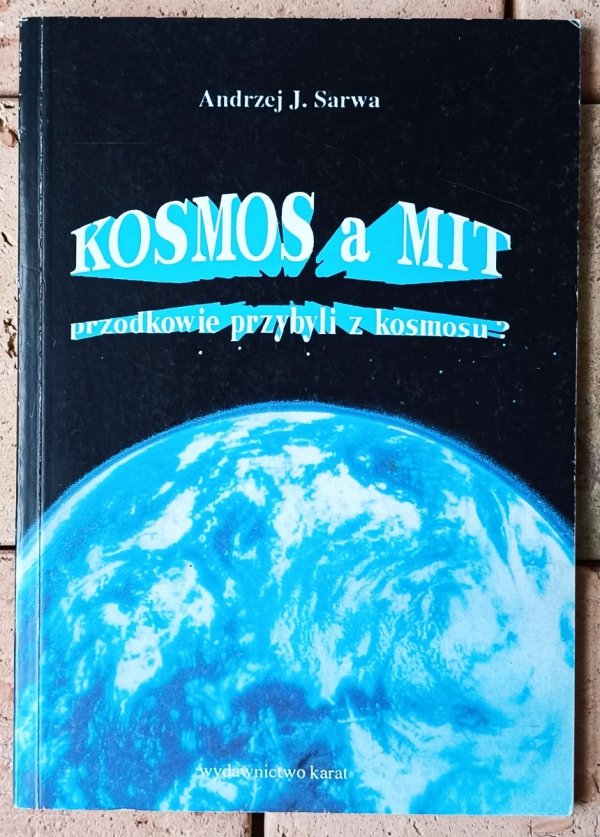 Andrzej J. Sarwa
KOSMOS a MIT
przodkowie przybyli z kosmosu?
wydawnictwo karat